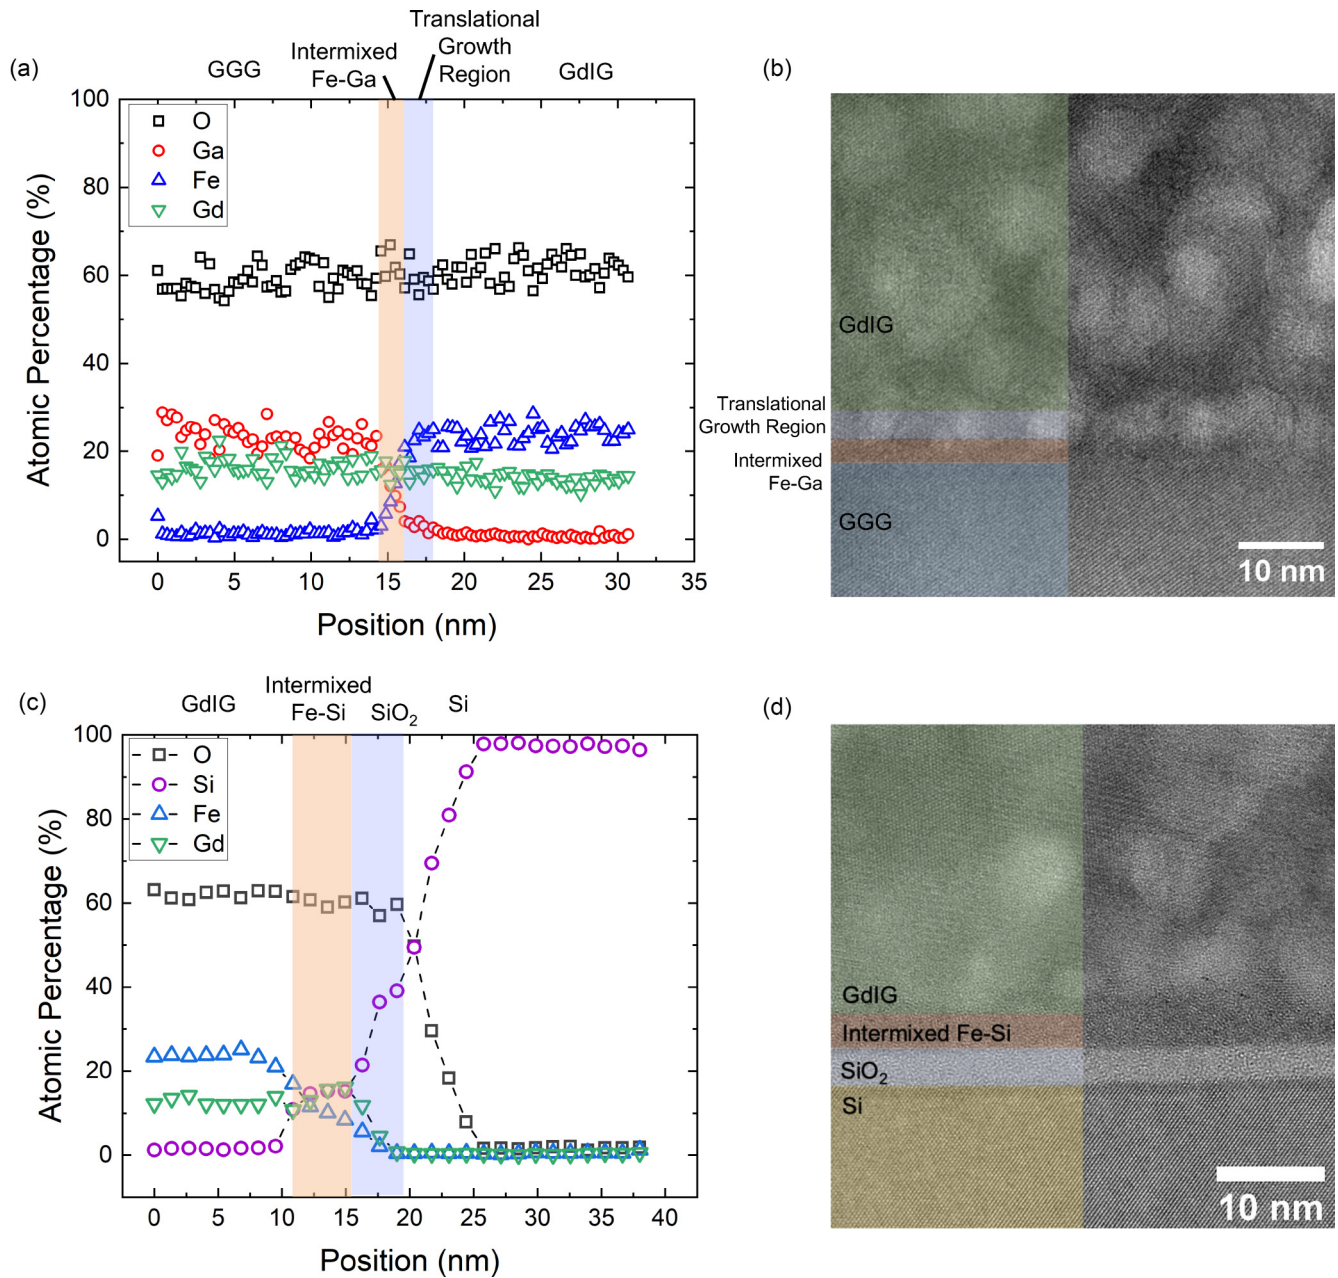 (a)
GGG
Intermixed
Fe-Ga
Translational
Growth
Region
GdIG
100
80
60
40
20
0
Atomic Percentage (%)
O
Ga
Fe
Gd
0 5 10 15 20 25 30 35
Position (nm)
(b)
GdIG
Translational
Growth Region
Intermixed
Fe-Ga
GGG
10 nm
(c)
GdIG
Intermixed
Fe-Si
SiO₂
Si
100
80
60
40
20
0
Atomic Percentage (%)
O
Si
Fe
Gd
0 5 10 15 20 25 30 35 40
Position (nm)
(d)
GdIG
Intermixed Fe-Si
SiO₂
Si
10 nm